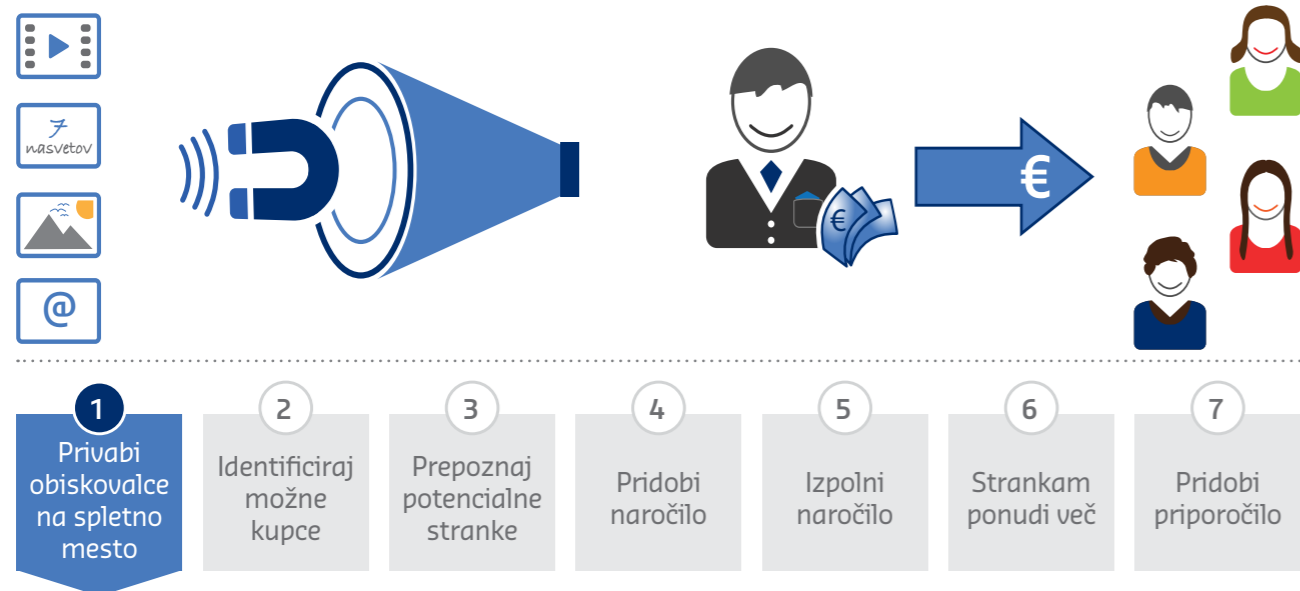 7
nasvetov
@
€
€
1
Privabi
obiskovalce
na spletno
mesto
2
Identificiraj
možne
kupce
3
Prepoznaj
potencialne
stranke
4
Pridobi
naročilo
5
Izpolni
naročilo
6
Strankam
ponudi več
7
Pridobi
priporočilo